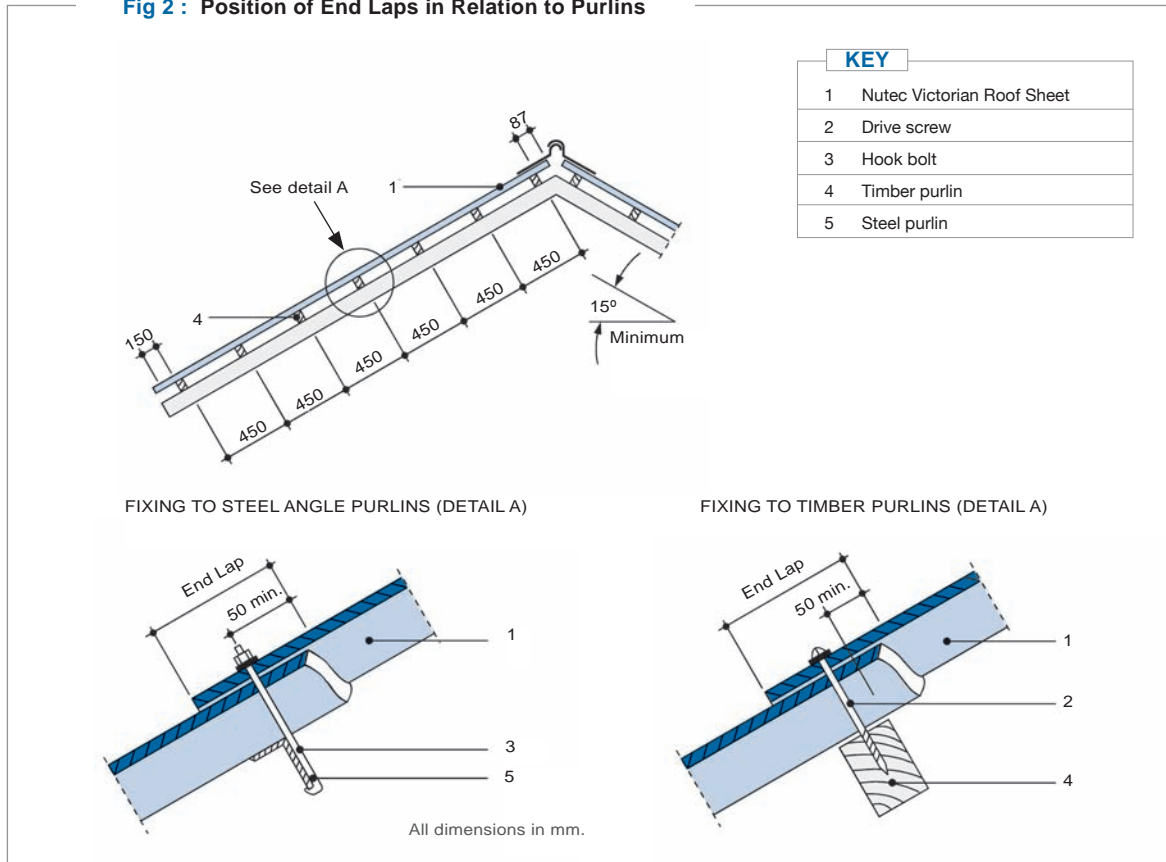 Fig 2 : Position of End Laps in Relation to Purlins
KEY
1 Nutec Victorian Roof Sheet
2 Drive screw
3 Hook bolt
4 Timber purlin
5 Steel purlin
87
See detail A
1
450
450
15º
Minimum
450
4
450
150
450
450
FIXING TO STEEL ANGLE PURLINS (DETAIL A)
End Lap
50 min.
1
3
5
All dimensions in mm.
FIXING TO TIMBER PURLINS (DETAIL A)
End Lap
50 min.
1
2
4